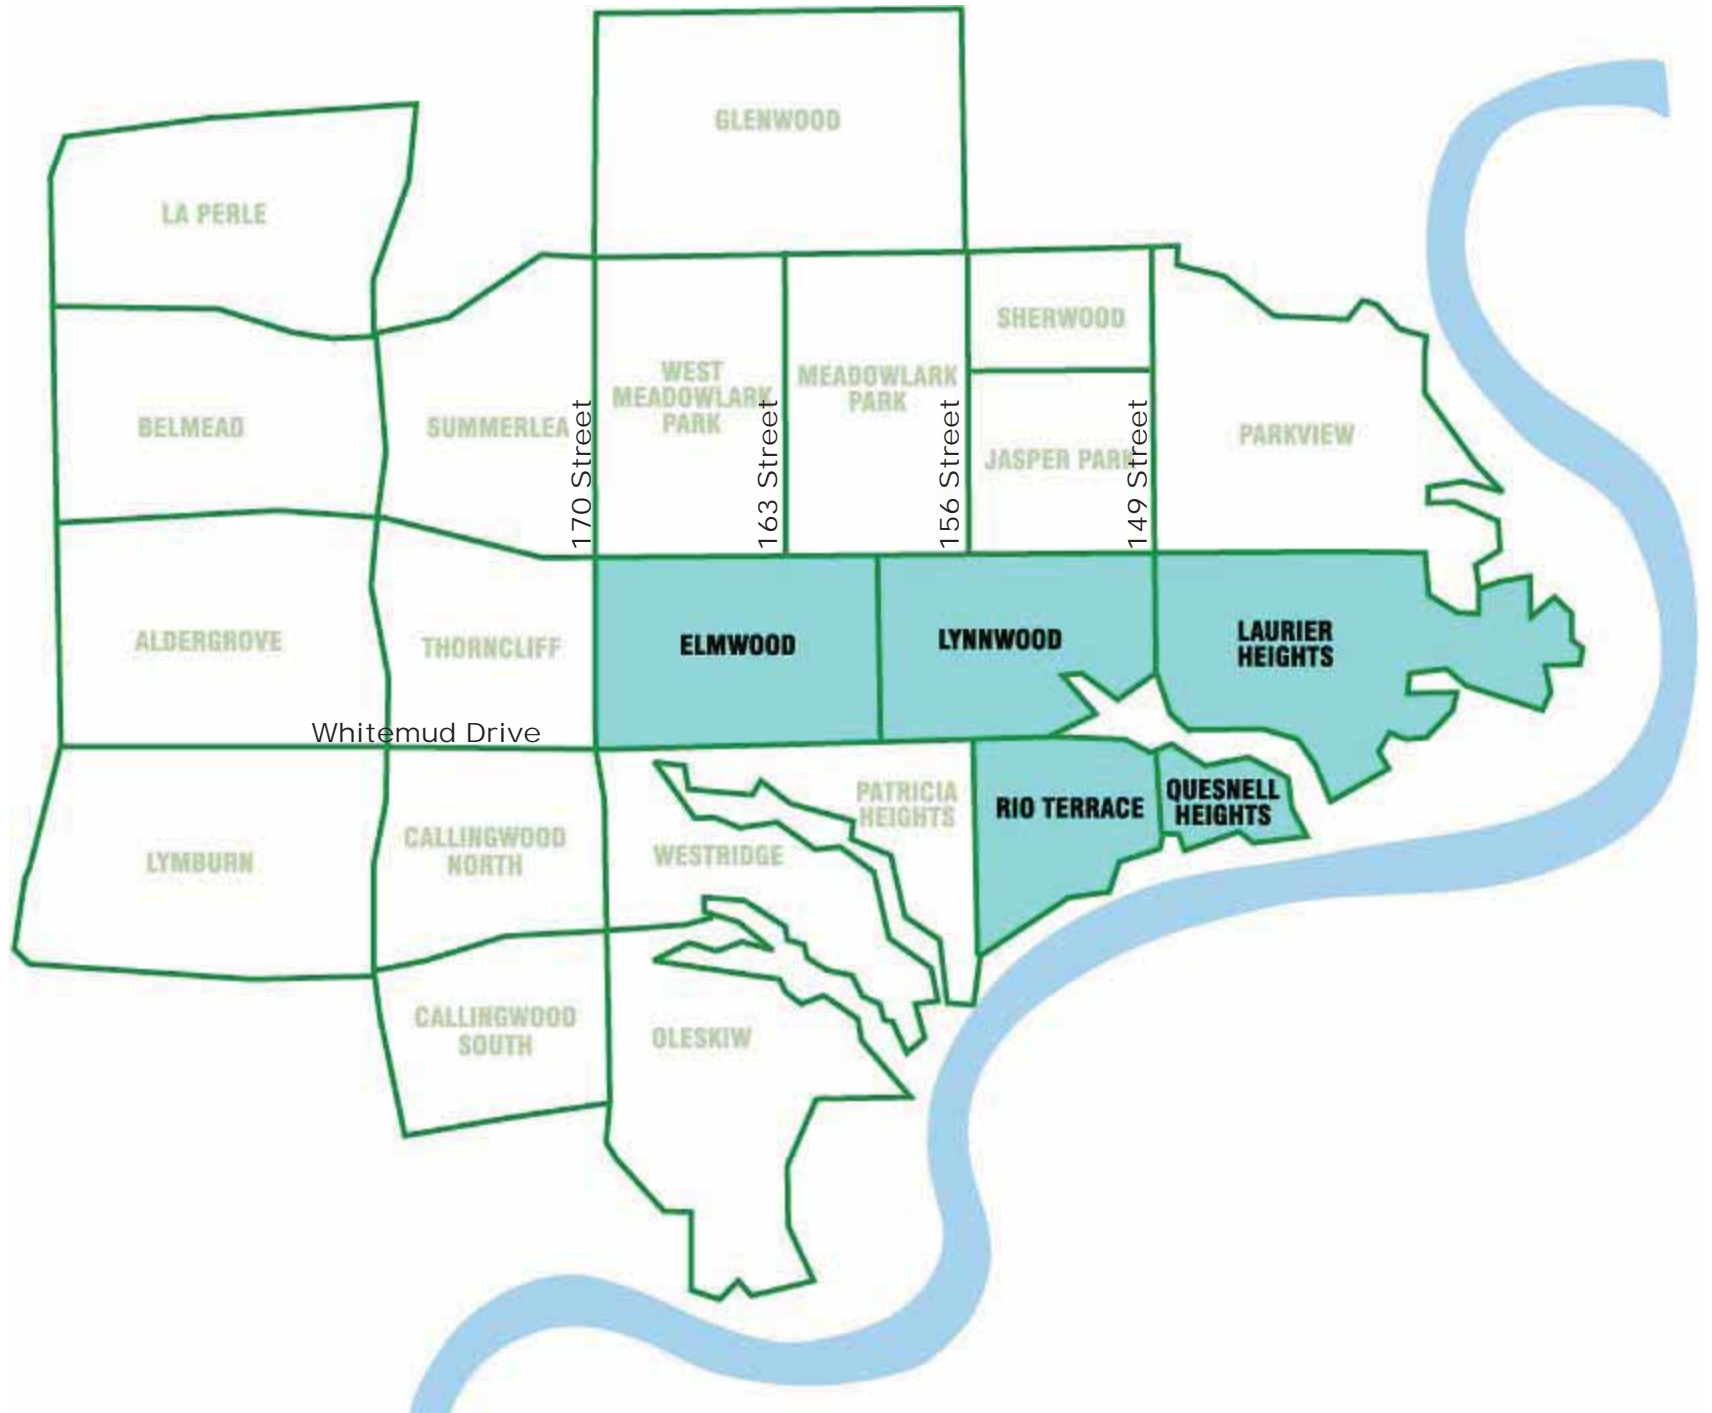 GLENWOOD
LA PERLE
SHERWOOD
WEST
MEADOWLARK
PARK
MEADOWLARK
PARK
BELMEAD
SUMMERLEA
PARKVIEW
JASPER PARK
170 Street
163 Street
156 Street
149 Street
ALDERGROVE
THORNCLIFF
ELMWOOD
LYNNWOOD
LAURIER
HEIGHTS
Whitemud Drive
PATRICIA
HEIGHTS
RIO TERRACE
QUESNELL
HEIGHTS
LYMBURN
CALLINGWOOD
NORTH
WESTRIDGE
CALLINGWOOD
SOUTH
OLESKIW